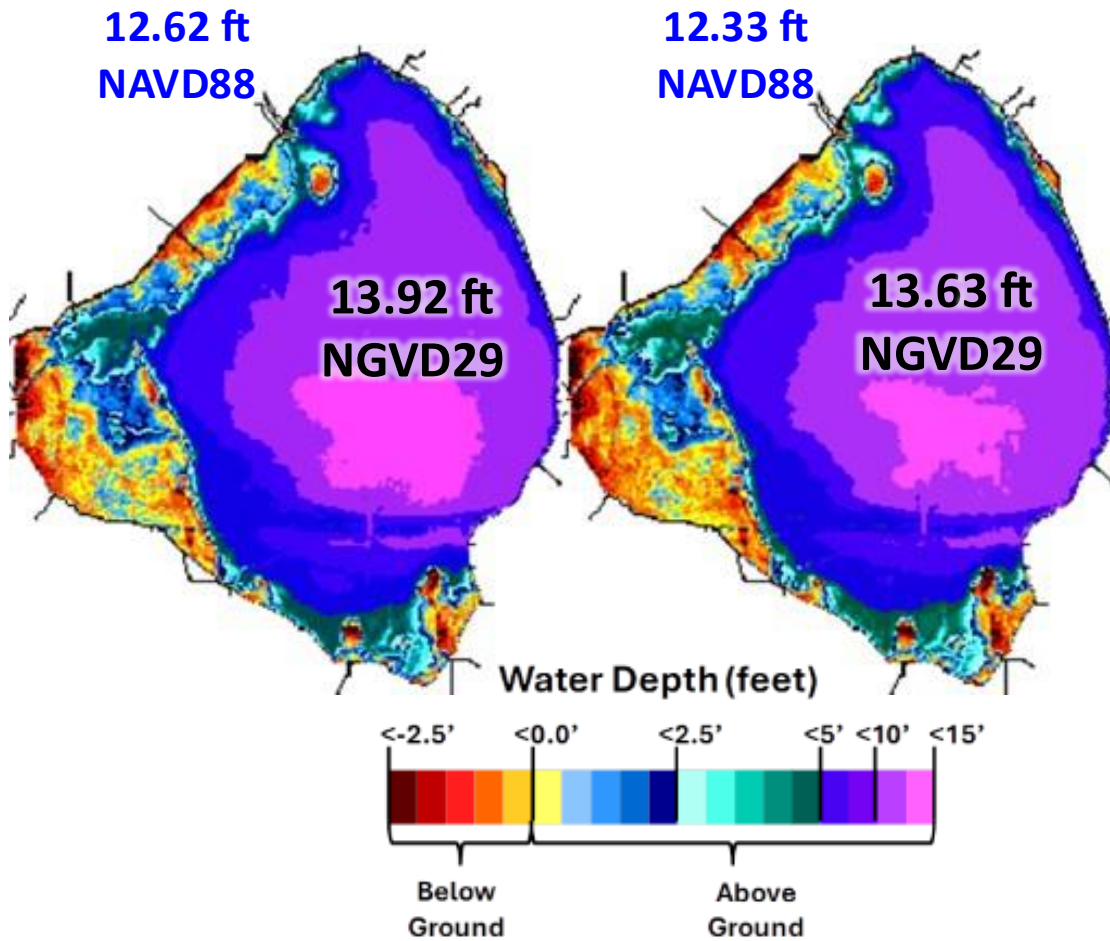 12.62 ft
NAVD88
12.33 ft
NAVD88
13.92 ft
NGVD29
13.63 ft
NGVD29
Water Depth (feet)
<-2.5’ <0.0’ <2.5’ <5’ <10’ <15’
Below
Ground
Above
Ground